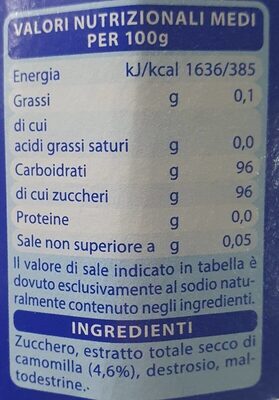 VALORI NUTRIZIONALI MEDI
PER 100g
Energia kJ/kcal 1636/385
Grassi g 0,1
di cui
acidi grassi saturi g 0,0
Carboidrati g 96
di cui zuccheri g 96
Proteine g 0,0
Sale non superiore a g 0,05
Il valore di sale indicato in tabella è
dovuto esclusivamente al sodio natu-
ralmente contenuto negli ingredienti.
INGREDIENTI
Zucchero, estratto totale secco di
camomilla (4,6%), destrosio, mal-
todestrine.